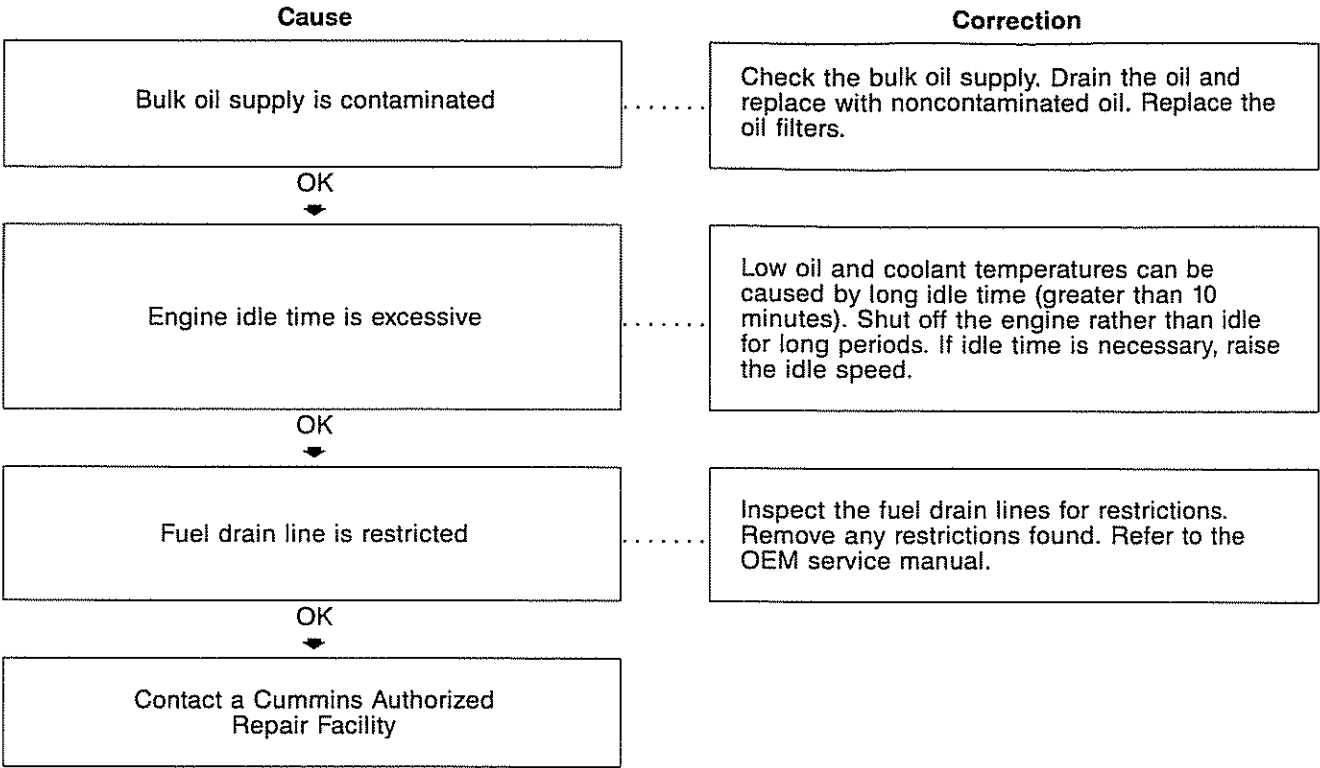 Cause
Correction
Bulk oil supply is contaminated
Check the bulk oil supply. Drain the oil and
replace with noncontaminated oil. Replace the
oil filters.
OK
Engine idle time is excessive
Low oil and coolant temperatures can be
caused by long idle time (greater than 10
minutes). Shut off the engine rather than idle
for long periods. If idle time is necessary, raise
the idle speed.
OK
Fuel drain line is restricted
Inspect the fuel drain lines for restrictions.
Remove any restrictions found. Refer to the
OEM service manual.
OK
Contact a Cummins Authorized
Repair Facility